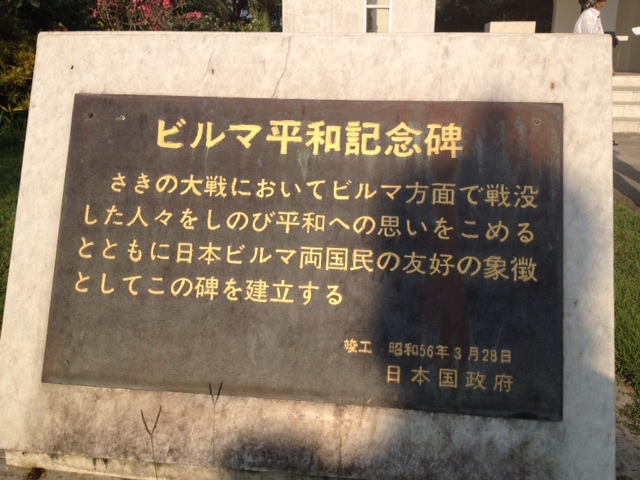 ビルマ平和記念碑
さきの大戦においてビルマ方面で戦没
した人々をしのび平和への思いをこめる
とともに日本ビルマ両国民の友好の象徴
としてこの碑を建立する
竣工 昭和56年3月28日
日本国政府